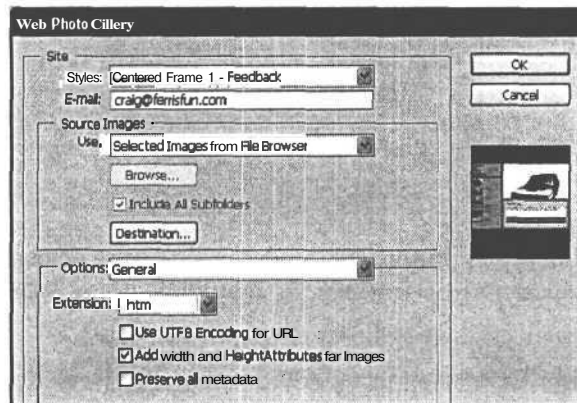 Web Photo Cillery
Site
Styles: Centered Frame 1 - Feedback
OK
E-mail: craig@ferrisfun.com
Cancel
Source Images
Use, Selected Images from File Browser
Browse...
Include All Subfolders
Destination...
Options: General
Extension: ! htm
Use UTFB Encoding for URL
Add width and HeightAttributes far Images
Preserve all metadata